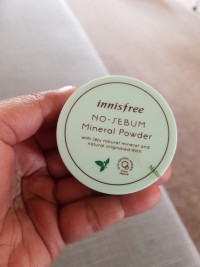 innisfree
NO·SEBUM
Mineral Powder
with Jeju natural mineral and
natural originated mint